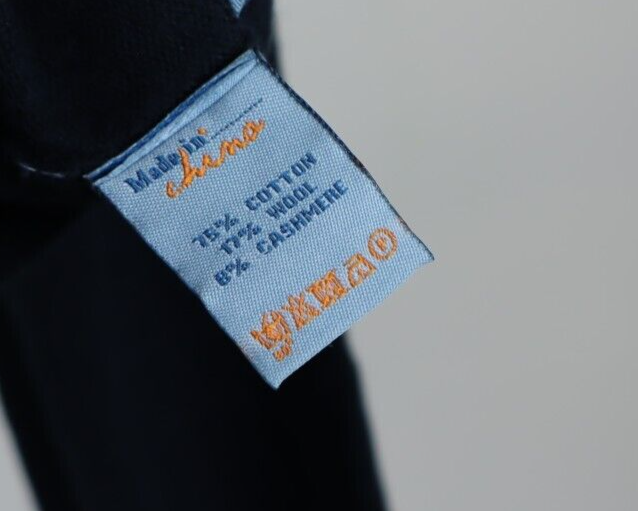 Made in
china
75% COTTON
17% WOOL
8% CASHMERE